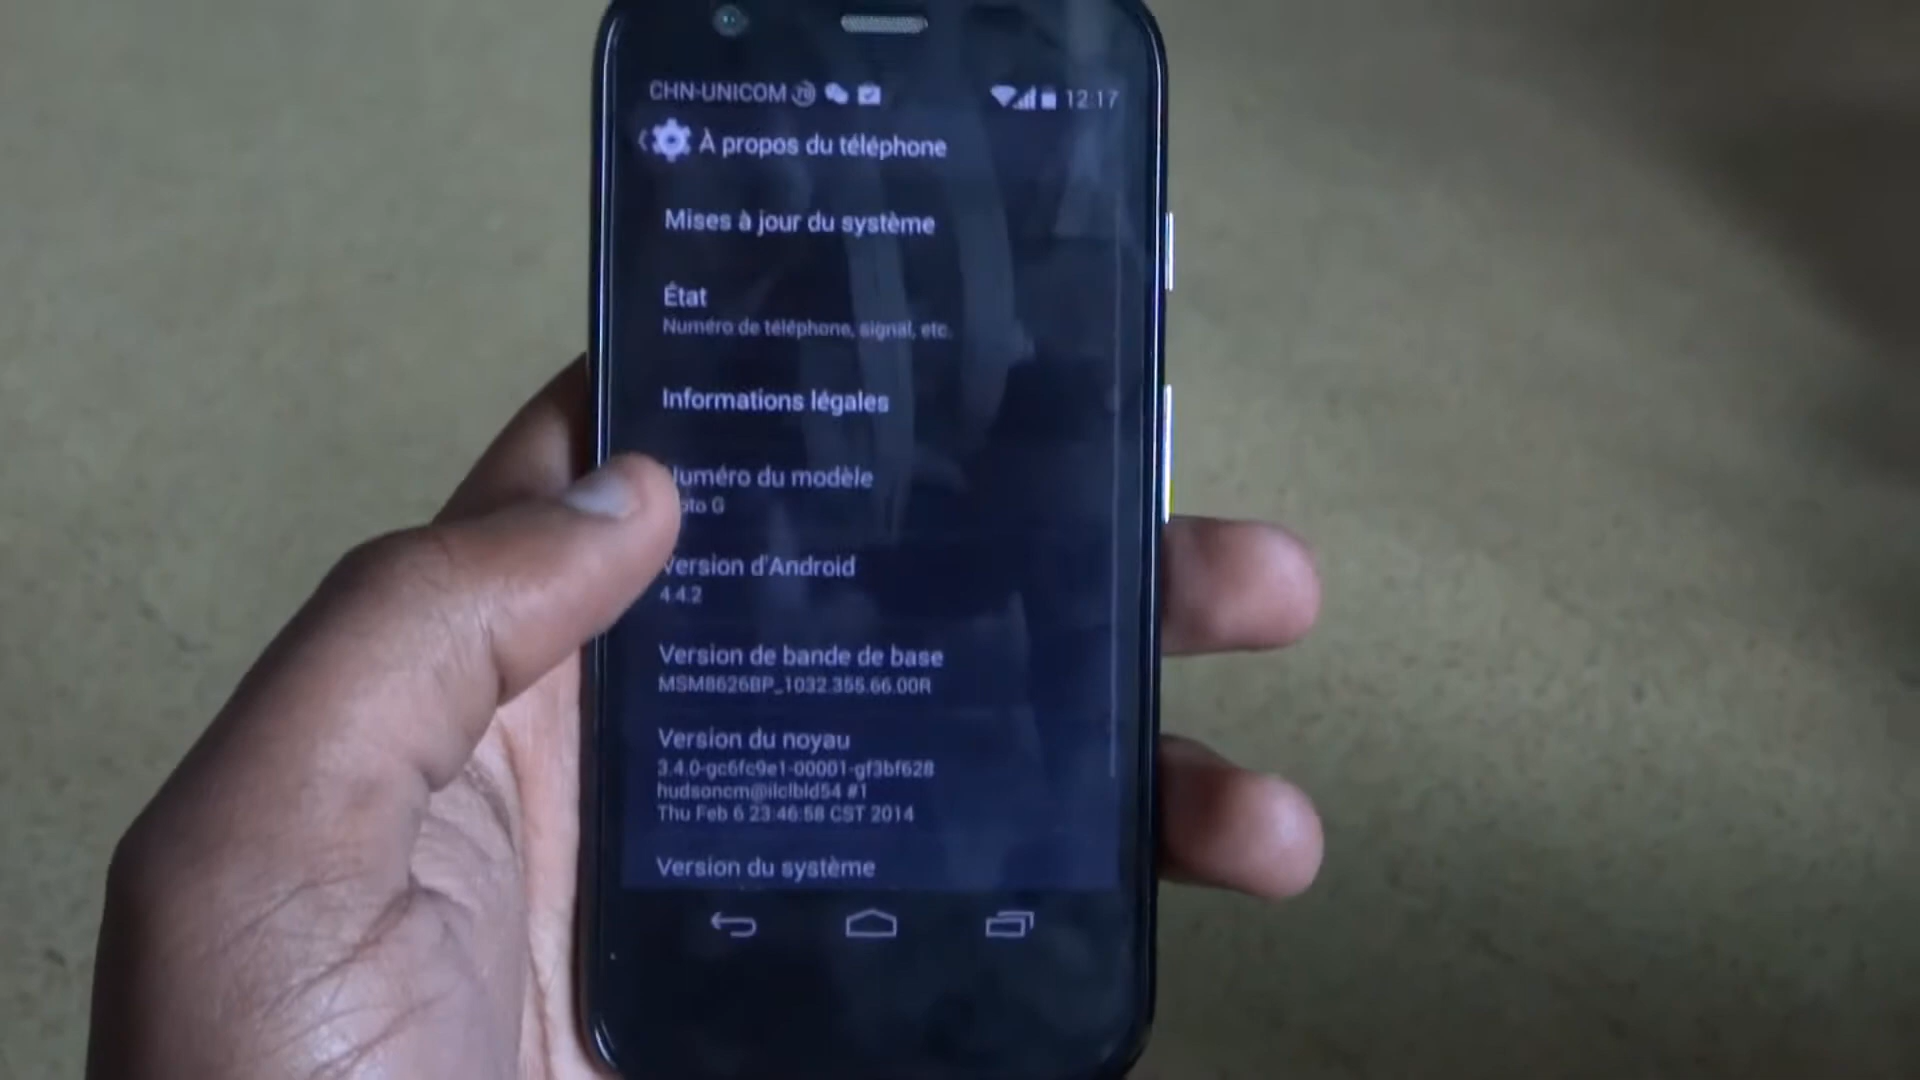 CHN-UNICOM 12:17
À propos du téléphone
Mises à jour du système
État
Numéro de téléphone, signal, etc.
Informations légales
Numéro du modèle
Moto G
Version d'Android
4.4.2
Version de bande de base
MSM8626BP_1032.355.66.00R
Version du noyau
3.4.0-gc6fc9e1-00001-gf3bf628
hudsoncm@ilclbld54 #1
Thu Feb 6 23:46:58 CST 2014
Version du système